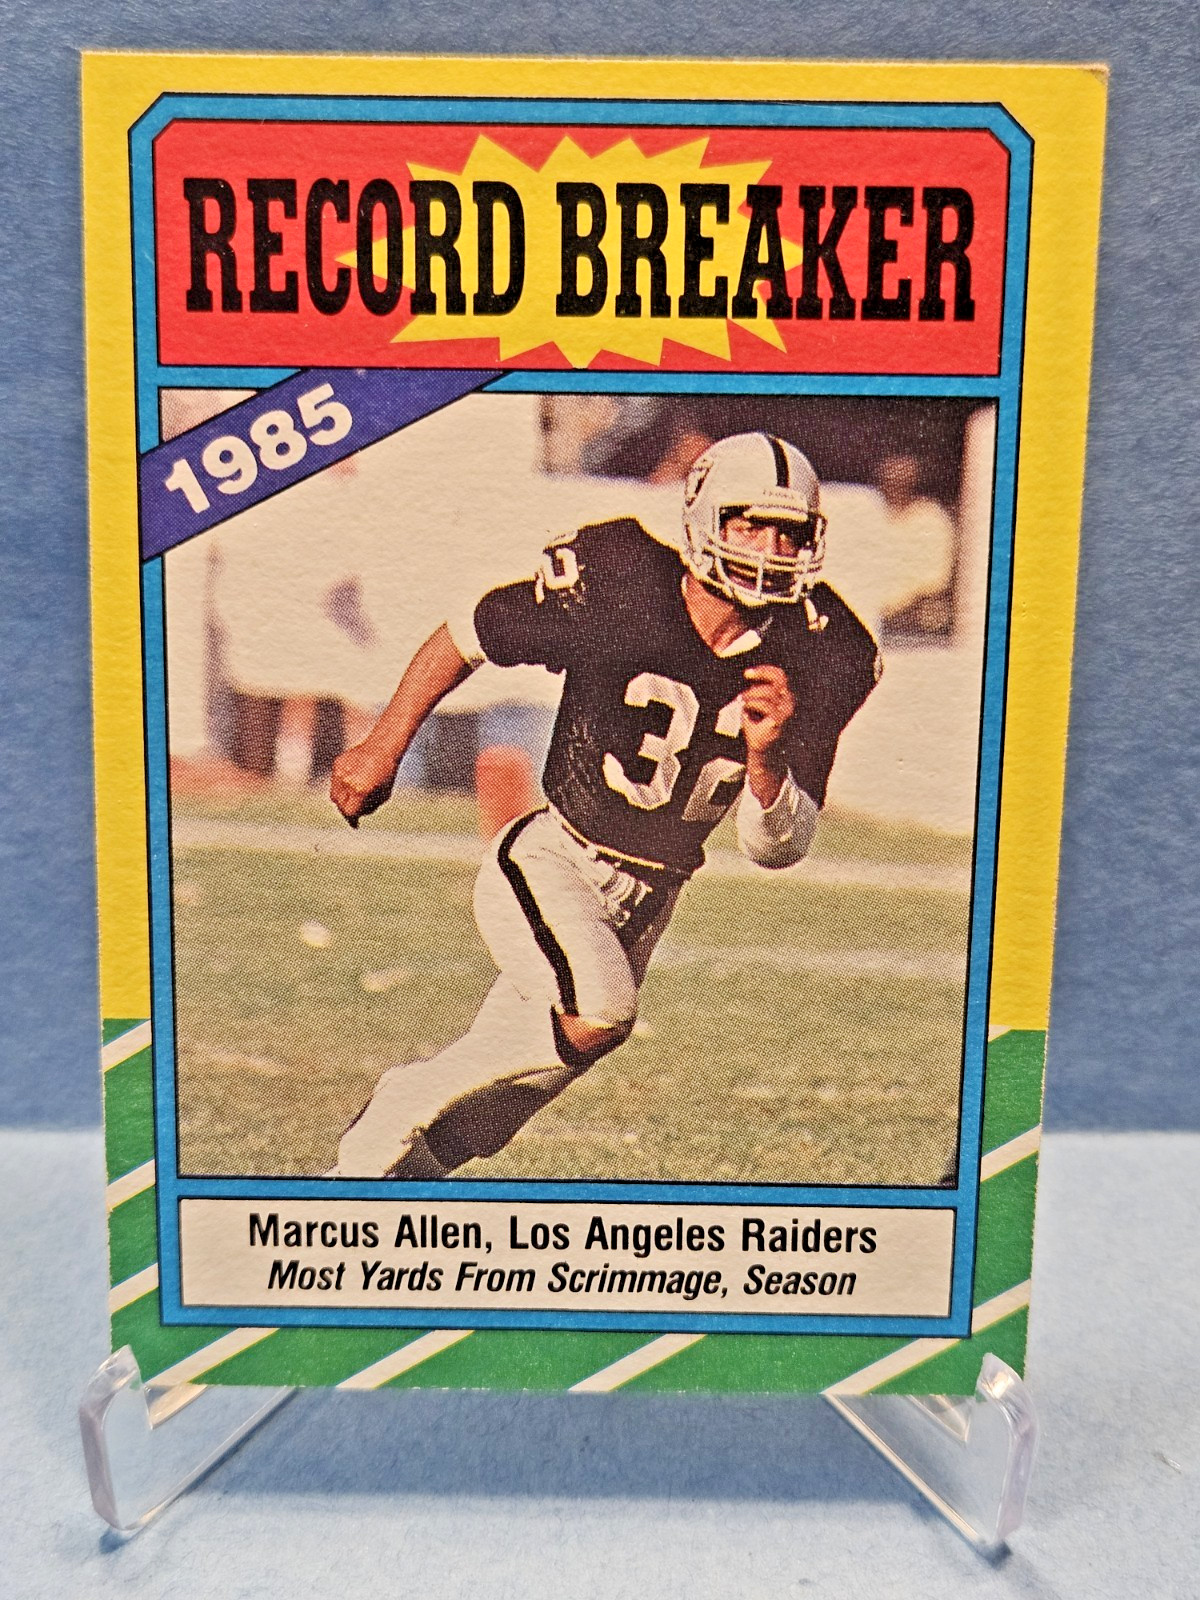 RECORD BREAKER
1985
32
Marcus Allen, Los Angeles Raiders
Most Yards From Scrimmage, Season